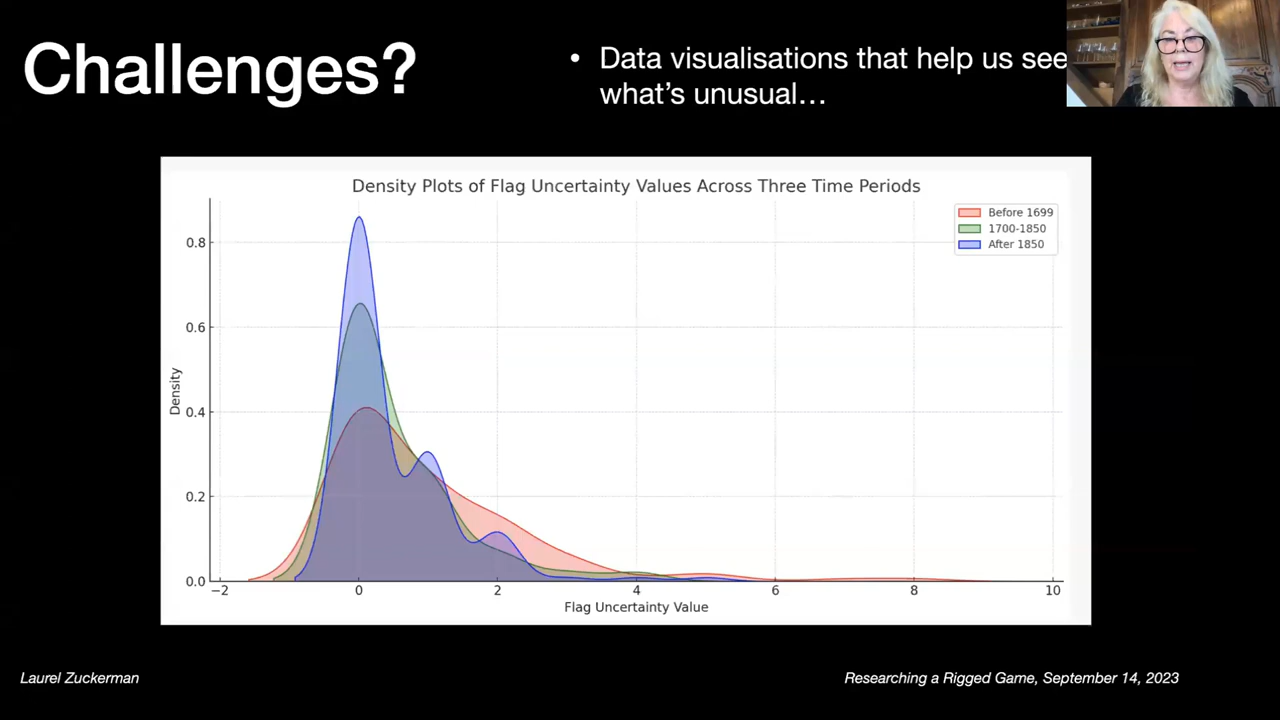 Challenges?
• Data visualisations that help us see
what’s unusual…
Density Plots of Flag Uncertainty Values Across Three Time Periods
Before 1699
1700-1850
After 1850
Density
0.8
0.6
0.4
0.2
0.0
−2 0 2 4 6 8 10
Flag Uncertainty Value
Laurel Zuckerman
Researching a Rigged Game, September 14, 2023